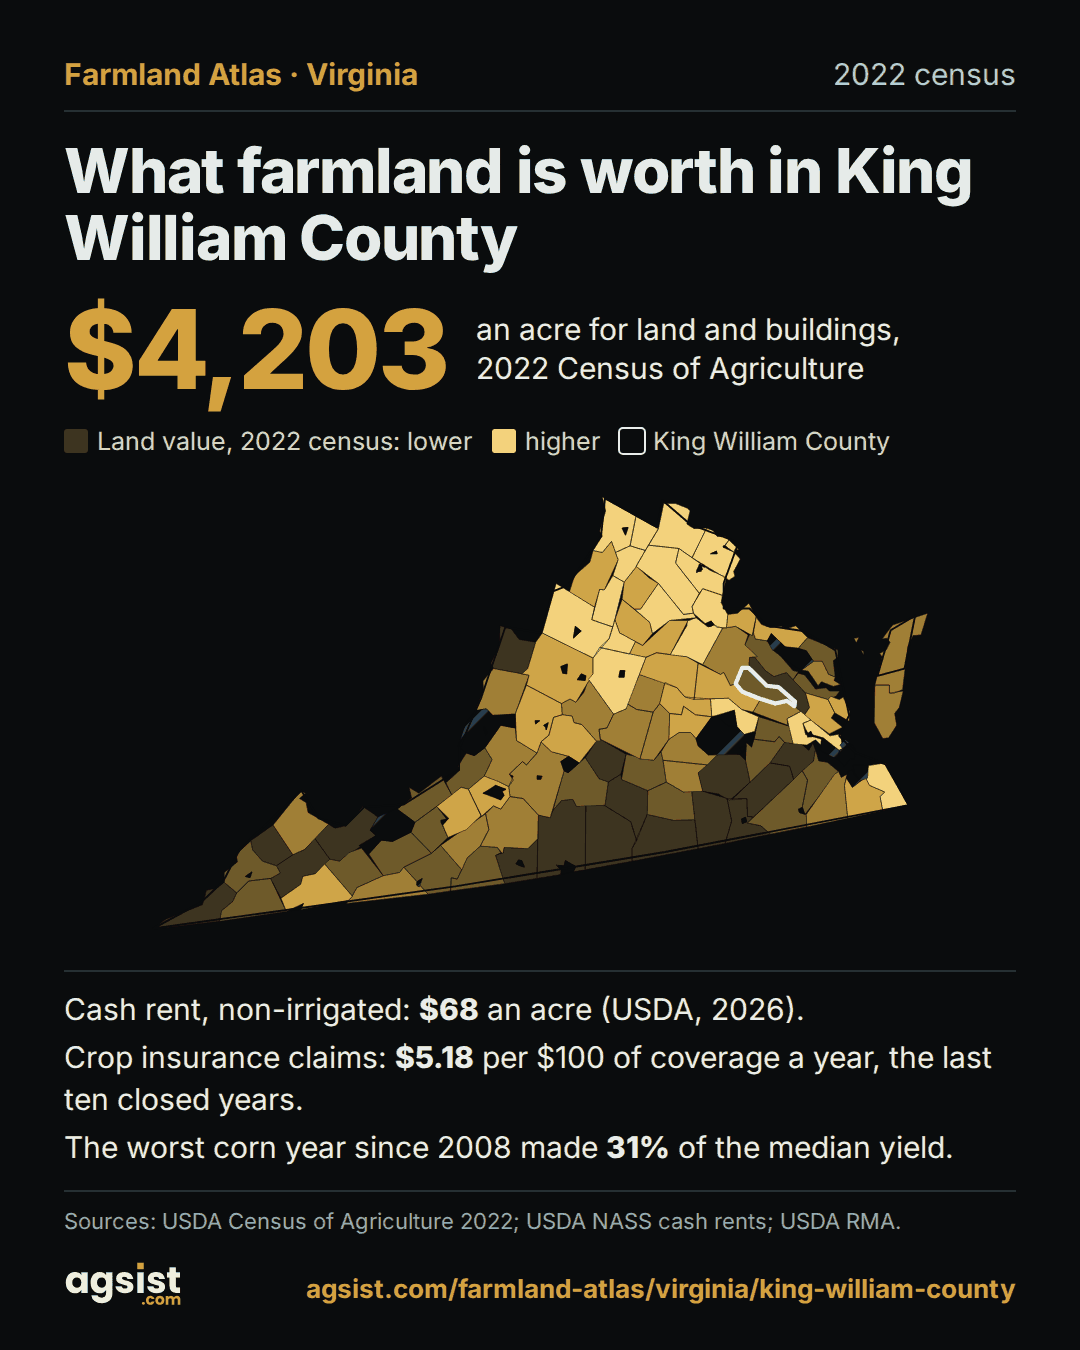 Farmland Atlas · Virginia
2022 census
What farmland is worth in King
William County
$4,203
an acre for land and buildings,
2022 Census of Agriculture
Land value, 2022 census: lower
higher
King William County
Cash rent, non-irrigated: $68 an acre (USDA, 2026).
Crop insurance claims: $5.18 per $100 of coverage a year, the last
ten closed years.
The worst corn year since 2008 made 31% of the median yield.
Sources: USDA Census of Agriculture 2022; USDA NASS cash rents; USDA RMA.
agsist
.com
agsist.com/farmland-atlas/virginia/king-william-county